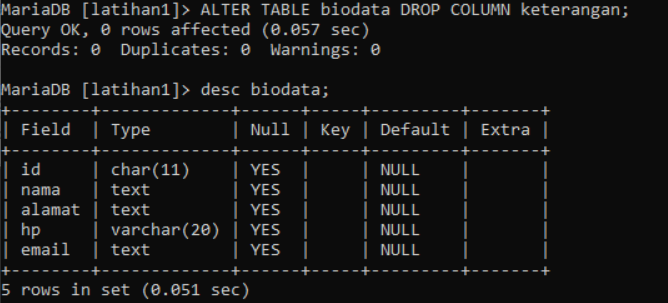 MariaDB [latihan1]> ALTER TABLE biodata DROP COLUMN keterangan;
Query OK, 0 rows affected (0.057 sec)
Records: 0  Duplicates: 0  Warnings: 0

MariaDB [latihan1]> desc biodata;
+--------+-------------+------+-----+---------+-------+
| Field  | Type        | Null | Key | Default | Extra |
+--------+-------------+------+-----+---------+-------+
| id     | char(11)    | YES  |     | NULL    |       |
| nama   | text        | YES  |     | NULL    |       |
| alamat | text        | YES  |     | NULL    |       |
| hp     | varchar(20) | YES  |     | NULL    |       |
| email  | text        | YES  |     | NULL    |       |
+--------+-------------+------+-----+---------+-------+
5 rows in set (0.051 sec)